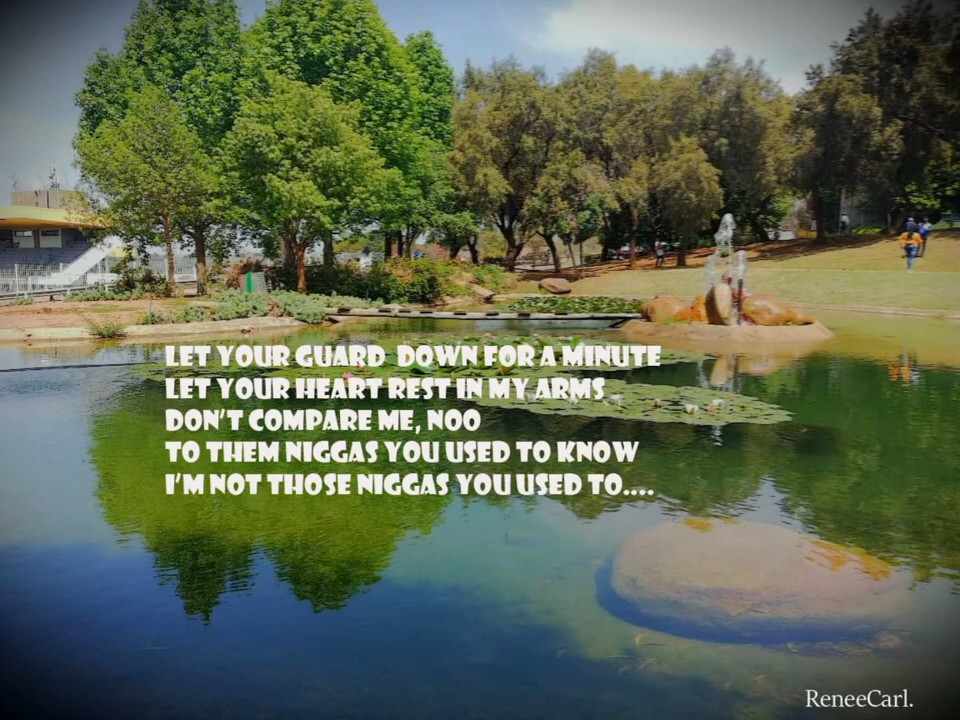 LET YOUR GUARD DOWN FOR A MINUTE
LET YOUR HEART REST IN MY ARMS
DON'T COMPARE ME, NOO
TO THEM NIGGAS YOU USED TO KNOW
I'M NOT THOSE NIGGAS YOU USED TO....
ReneeCarl.